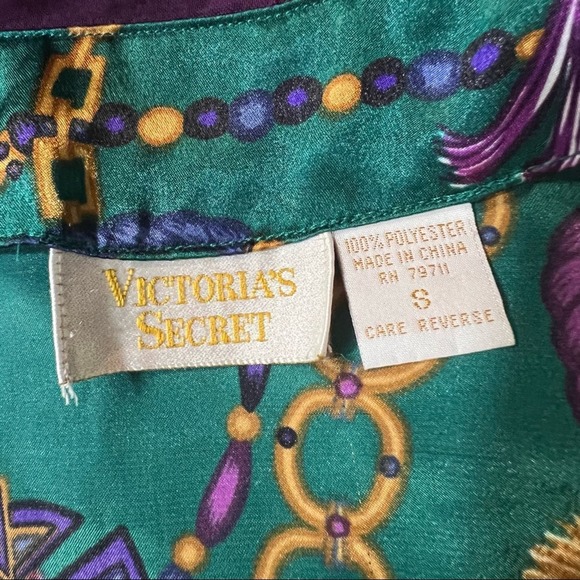 VICTORIA'S
SECRET
100% POLYESTER
MADE IN CHINA
RN 79711
S
CARE REVERSE